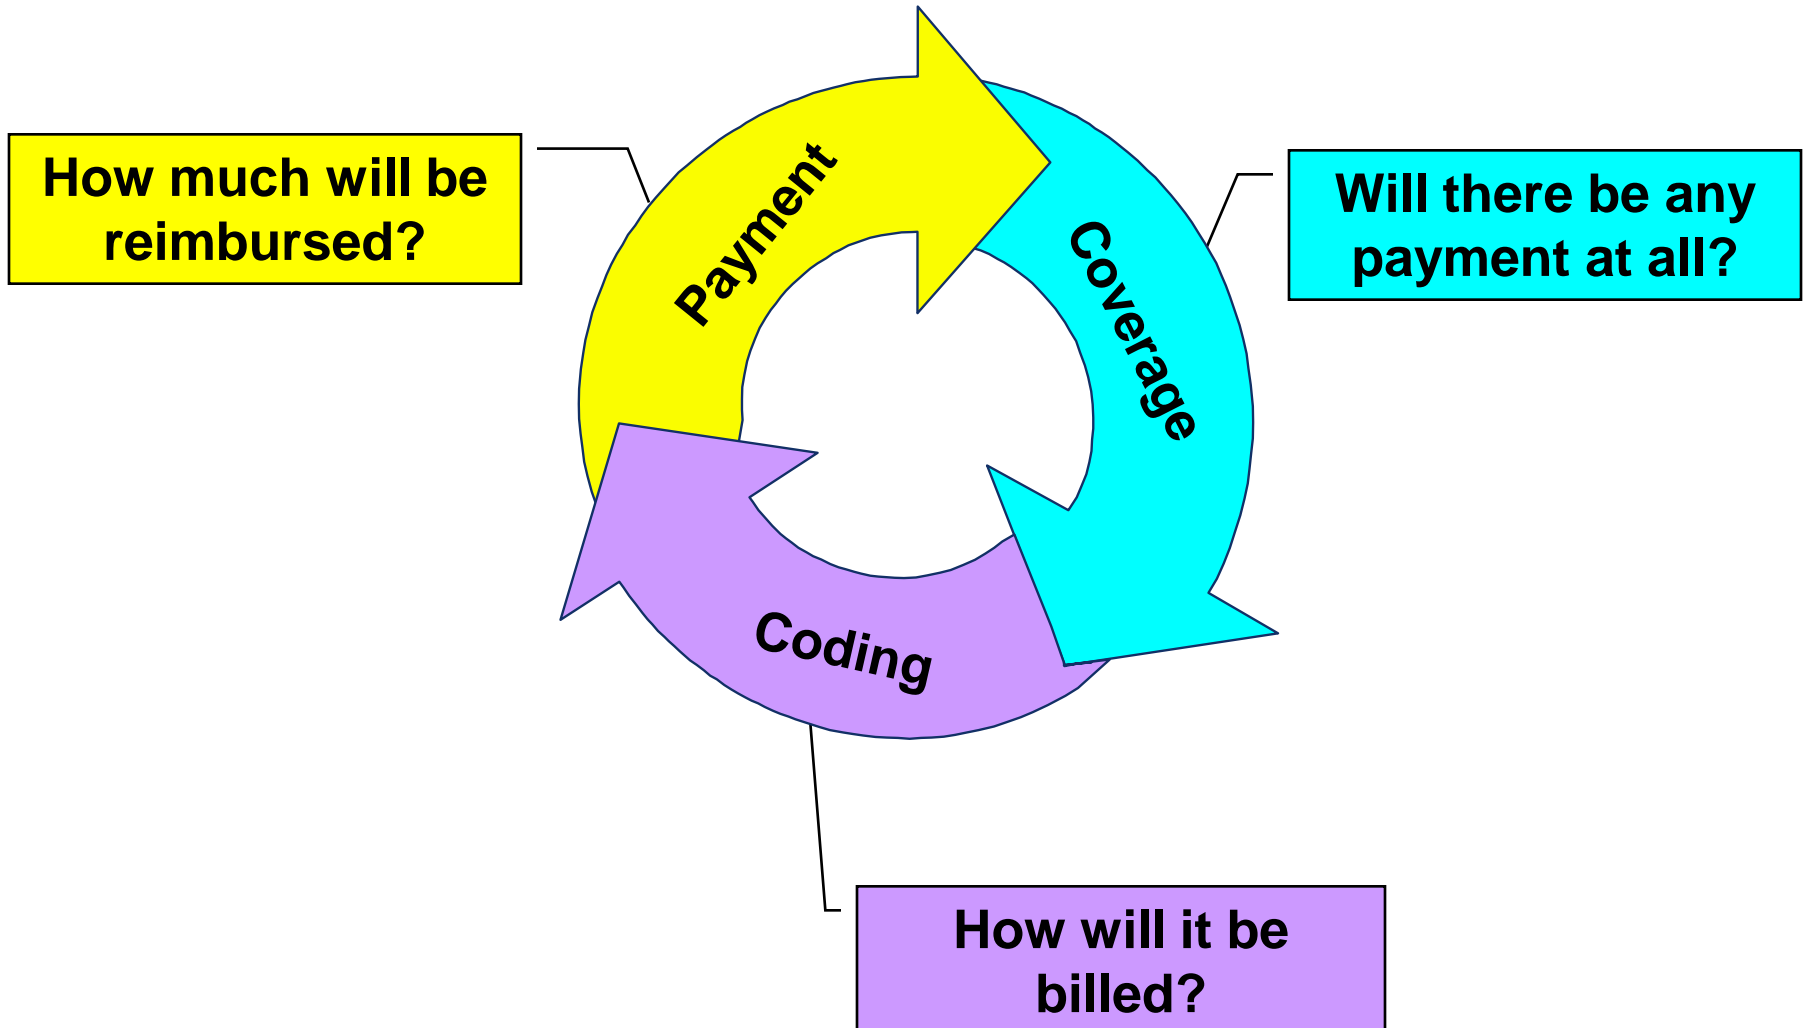 How much will be
reimbursed?
Payment
Coverage
Will there be any
payment at all?
Coding
How will it be
billed?